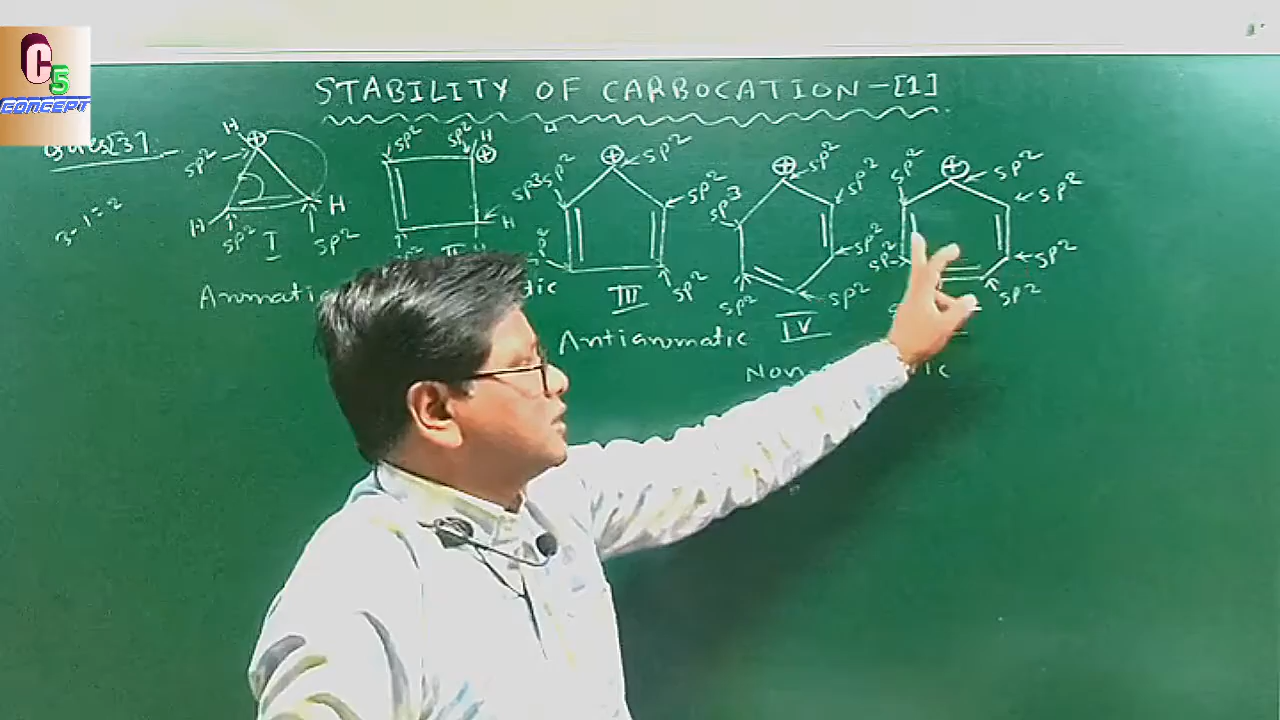 C5
CONCEPT
STABILITY OF CARBOCATION-[1]
Ques[3].-
3-1=2
H
⊕
sp²
H
sp²
I
sp²
H
sp²
sp²
H
⊕
H
⊕
sp²
sp³
sp²
sp²
sp²
III
⊕
sp²
sp³
sp²
sp²
sp²
sp²
IV
⊕
sp²
sp²
sp²
sp²
sp²
sp²
Antiaromatic